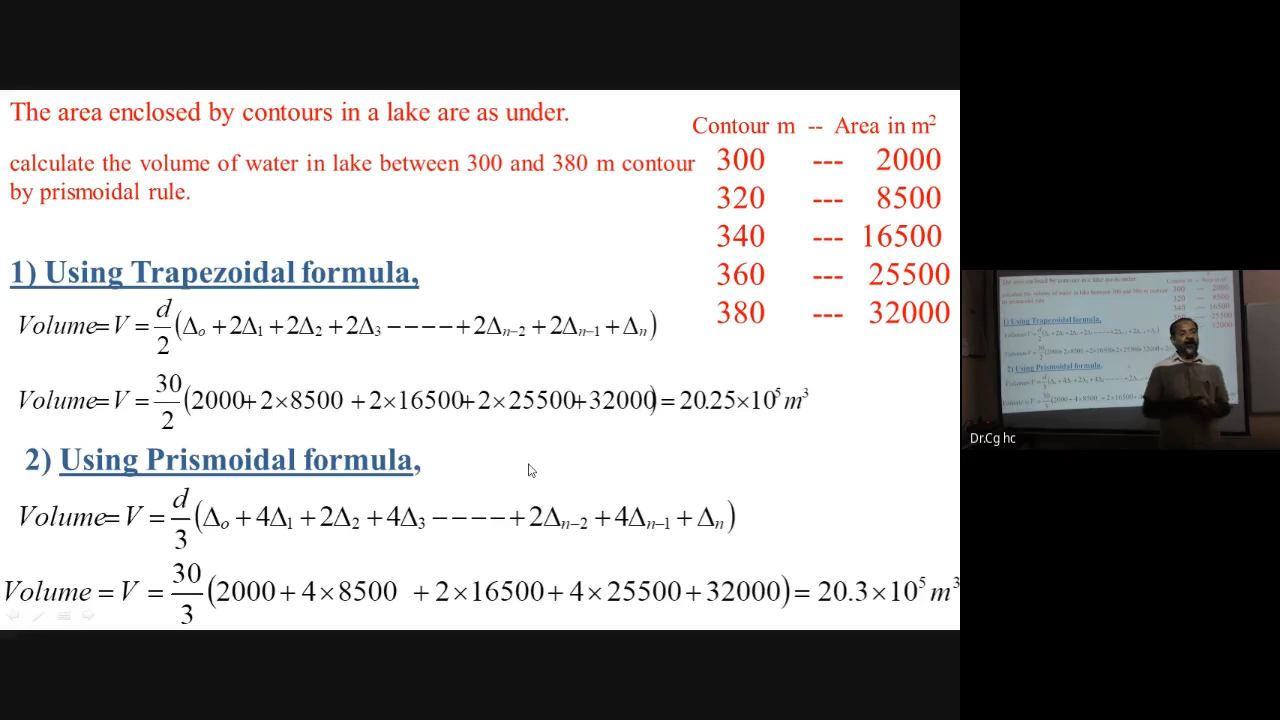 The area enclosed by contours in a lake are as under.
calculate the volume of water in lake between 300 and 380 m contour
by prismoidal rule.
Contour m -- Area in m²
300 --- 2000
320 --- 8500
340 --- 16500
360 --- 25500
380 --- 32000
1) Using Trapezoidal formula,
Volume= V = d/2 (Δₒ + 2Δ₁ + 2Δ₂ + 2Δ₃ ---- + 2Δₙ₋₂ + 2Δₙ₋₁ + Δₙ)
Volume= V = 30/2 (2000+ 2×8500 + 2×16500+ 2×25500+32000) = 20.25×10⁵ m³
2) Using Prismoidal formula,
Volume= V = d/3 (Δₒ + 4Δ₁ + 2Δ₂ + 4Δ₃ ---- + 2Δₙ₋₂ + 4Δₙ₋₁ + Δₙ)
Volume = V = 30/3 (2000 + 4×8500 + 2×16500 + 4×25500 + 32000) = 20.3×10⁵ m³
Dr.Cg hc